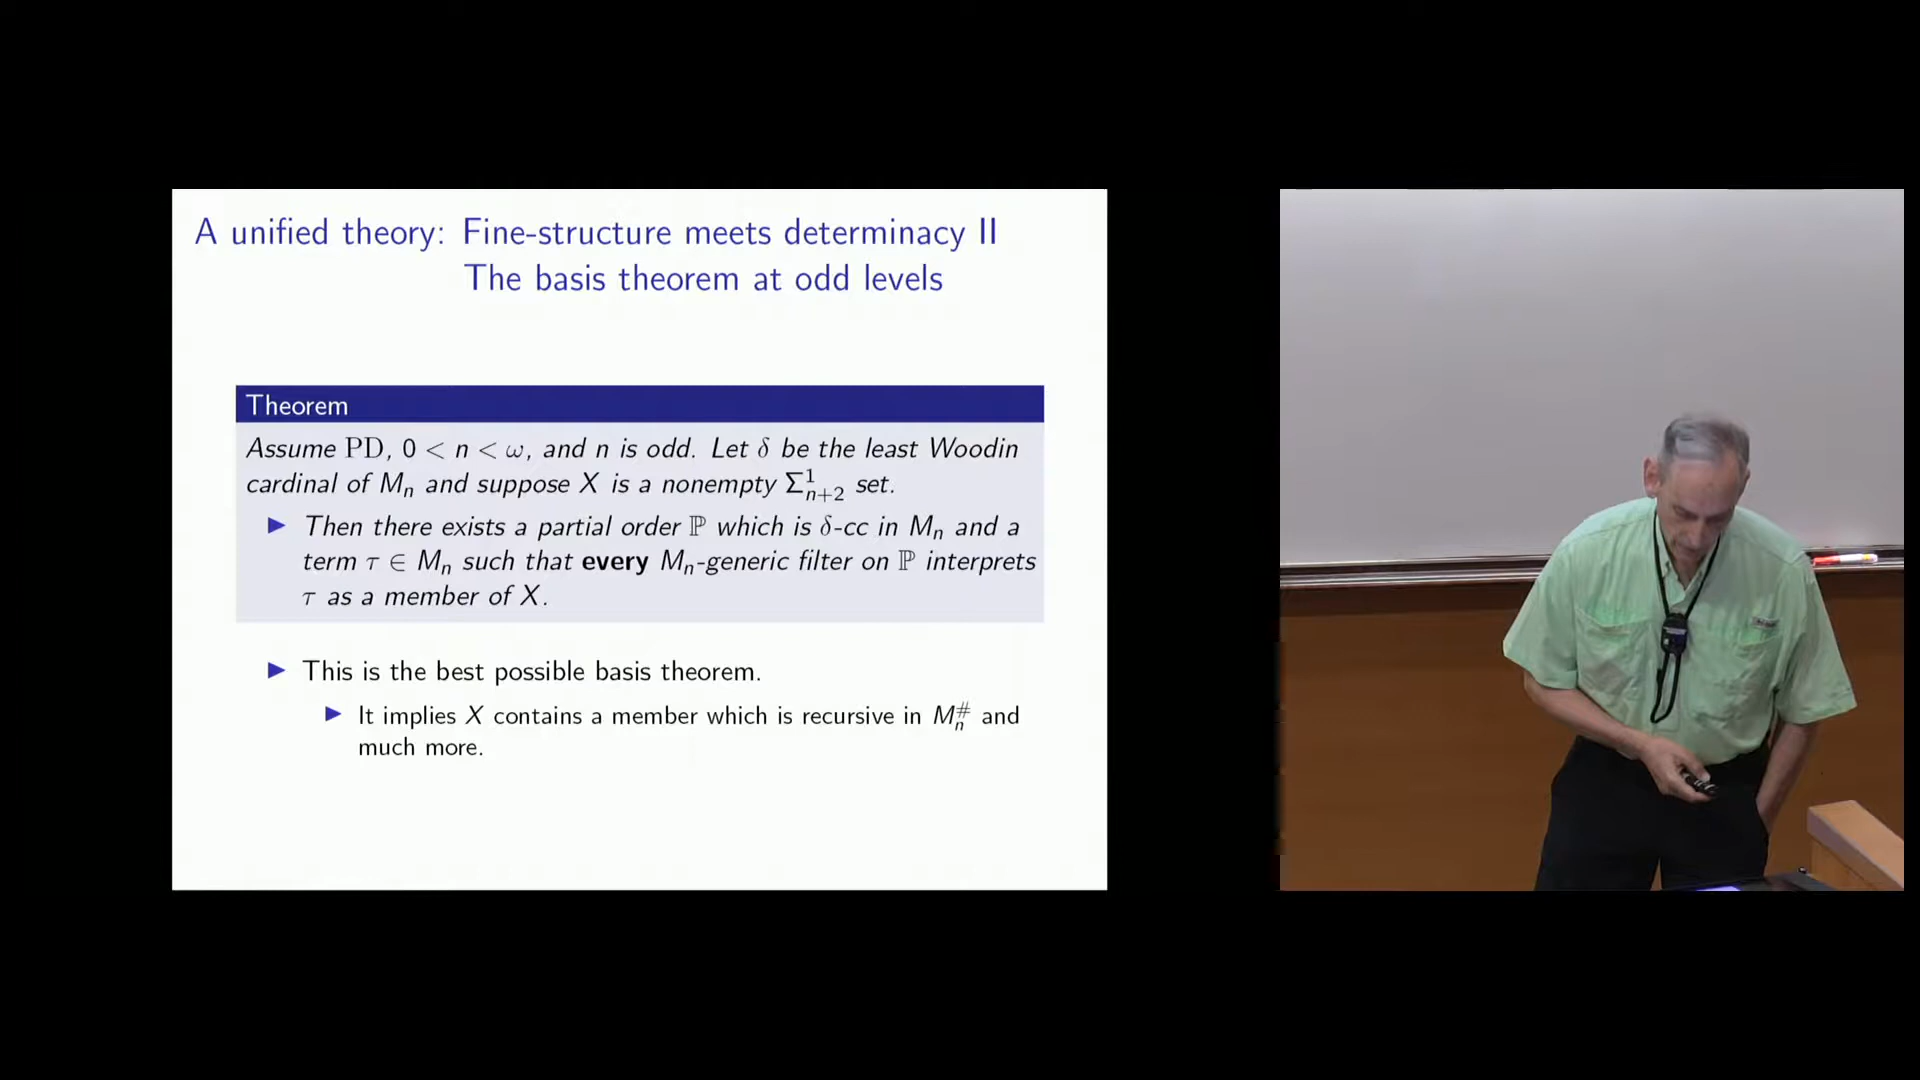 A unified theory: Fine-structure meets determinacy II
The basis theorem at odd levels
Theorem
Assume PD, 0 < n < ω, and n is odd. Let δ be the least Woodin
cardinal of Mₙ and suppose X is a nonempty Σ¹ₙ₊₂ set.
▶ Then there exists a partial order ℙ which is δ-cc in Mₙ and a
term τ ∈ Mₙ such that every Mₙ-generic filter on ℙ interprets
τ as a member of X.
▶ This is the best possible basis theorem.
▶ It implies X contains a member which is recursive in Mₙ^# and
much more.